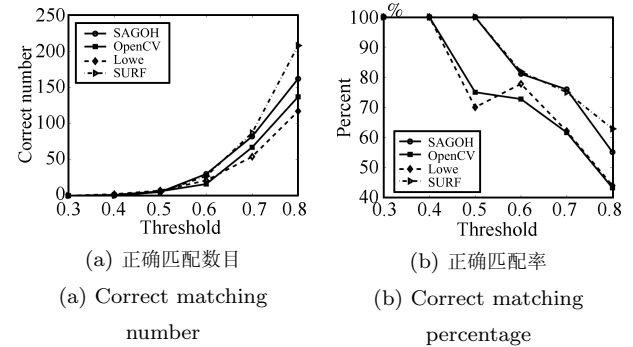 250
200
150
100
50
0
Correct number
SAGOH
OpenCV
Lowe
SURF
0.3 0.4 0.5 0.6 0.7 0.8
Threshold
(a) 正确匹配数目
(a) Correct matching
number
%
100
90
80
70
60
50
40
Percent
SAGOH
OpenCV
Lowe
SURF
0.3 0.4 0.5 0.6 0.7 0.8
Threshold
(b) 正确匹配率
(b) Correct matching
percentage